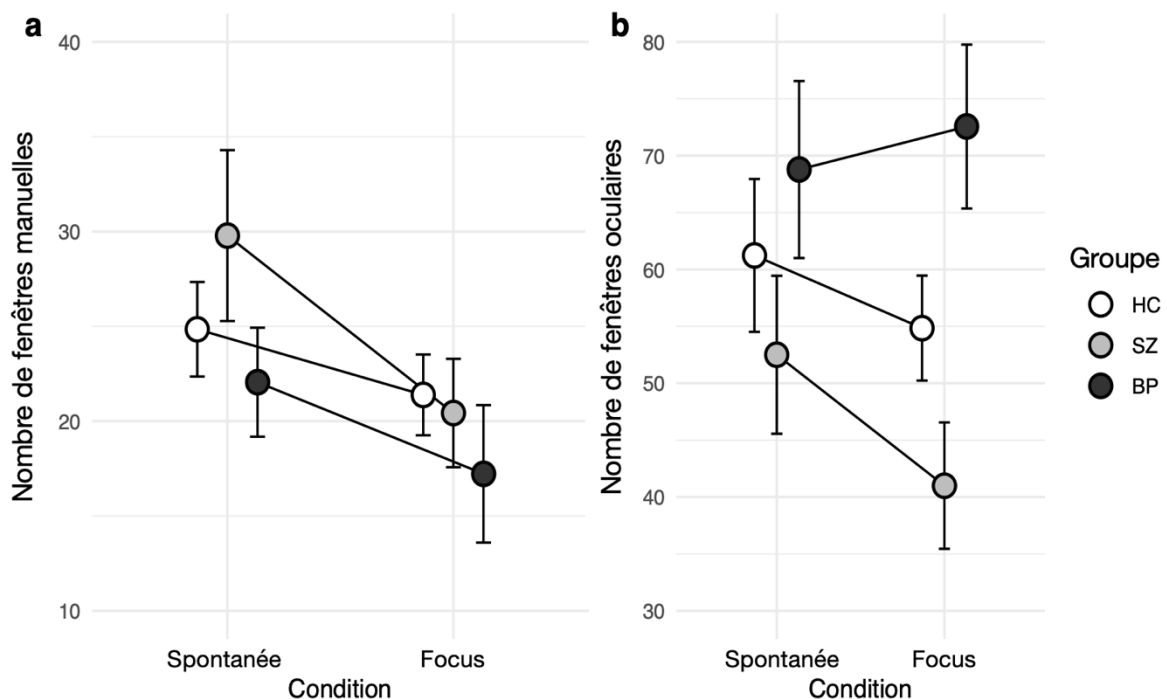 a
Nombre de fenêtres manuelles
40
30
20
10
Spontanée
Focus
Condition
b
Nombre de fenêtres oculaires
80
70
60
50
40
30
Spontanée
Focus
Condition
Groupe
HC
SZ
BP